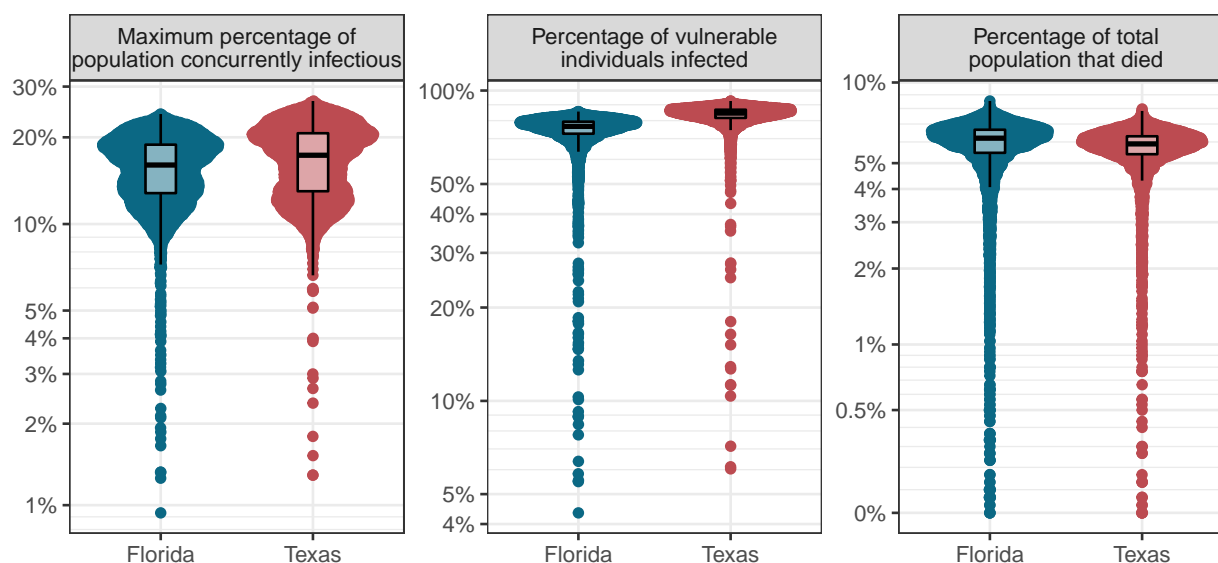 Maximum percentage of
population concurrently infectious
30%
20%
10%
5%
4%
3%
2%
1%
Florida Texas
Percentage of vulnerable
individuals infected
100%
50%
40%
30%
20%
10%
5%
4%
Florida Texas
Percentage of total
population that died
10%
5%
4%
3%
2%
1%
0.5%
0%
Florida Texas